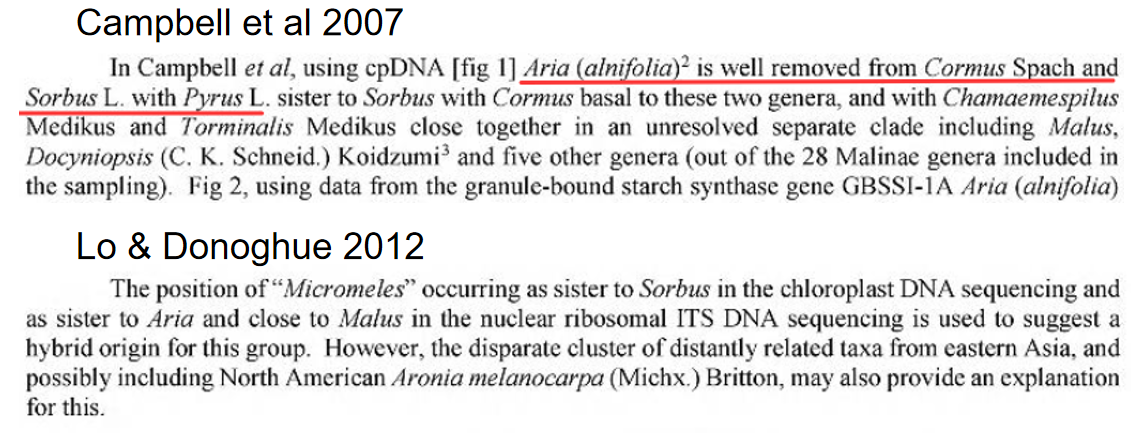 Campbell et al 2007
In Campbell et al, using cpDNA [fig 1] Aria (alnifolia)² is well removed from Cormus Spach and
Sorbus L. with Pyrus L. sister to Sorbus with Cormus basal to these two genera, and with Chamaemespilus
Medikus and Torminalis Medikus close together in an unresolved separate clade including Malus,
Docyniopsis (C. K. Schneid.) Koidzumi³ and five other genera (out of the 28 Malinae genera included in
the sampling). Fig 2, using data from the granule-bound starch synthase gene GBSSI-1A Aria (alnifolia)
Lo & Donoghue 2012
The position of “Micromeles” occurring as sister to Sorbus in the chloroplast DNA sequencing and
as sister to Aria and close to Malus in the nuclear ribosomal ITS DNA sequencing is used to suggest a
hybrid origin for this group. However, the disparate cluster of distantly related taxa from eastern Asia, and
possibly including North American Aronia melanocarpa (Michx.) Britton, may also provide an explanation
for this.